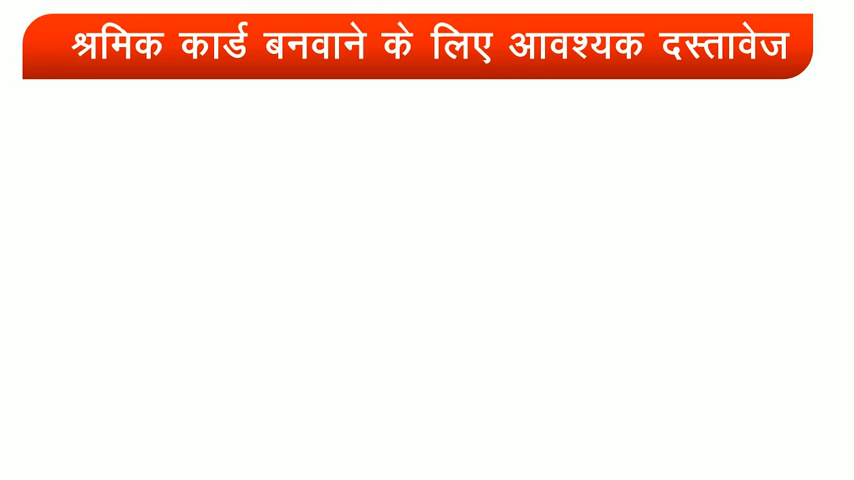 श्रमिक कार्ड बनवाने के लिए आवश्यक दस्तावेज